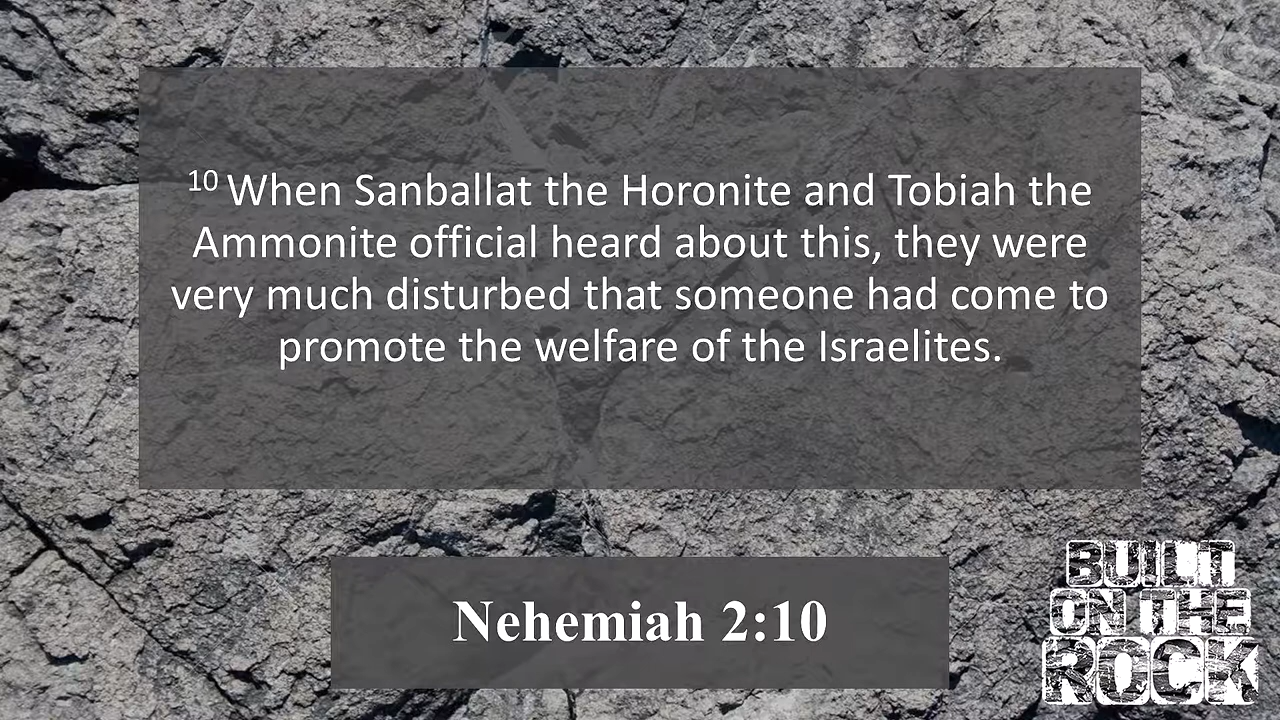 10 When Sanballat the Horonite and Tobiah the
Ammonite official heard about this, they were
very much disturbed that someone had come to
promote the welfare of the Israelites.
Nehemiah 2:10
BUILT
ON THE
ROCK